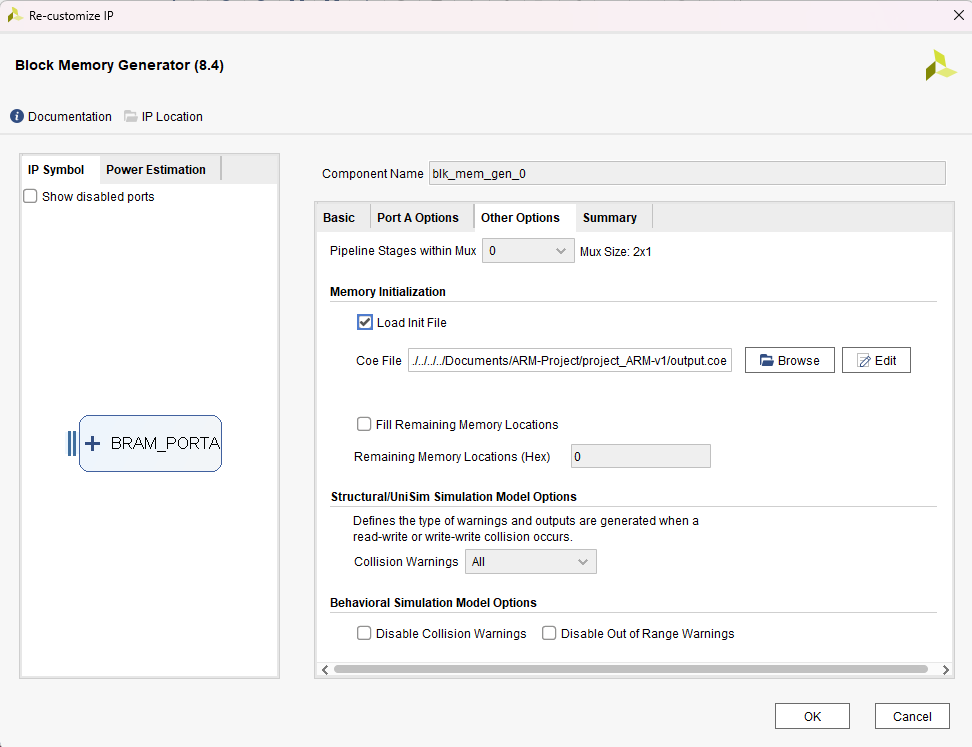 Re-customize IP
Block Memory Generator (8.4)
Documentation IP Location
IP Symbol Power Estimation
Show disabled ports
BRAM_PORTA
Component Name blk_mem_gen_0
Basic Port A Options Other Options Summary
Pipeline Stages within Mux 0 Mux Size: 2x1
Memory Initialization
Load Init File
Coe File ./../../../Documents/ARM-Project/project_ARM-v1/output.coe Browse Edit
Fill Remaining Memory Locations
Remaining Memory Locations (Hex) 0
Structural/UniSim Simulation Model Options
Defines the type of warnings and outputs are generated when a
read-write or write-write collision occurs.
Collision Warnings All
Behavioral Simulation Model Options
Disable Collision Warnings Disable Out of Range Warnings
OK Cancel